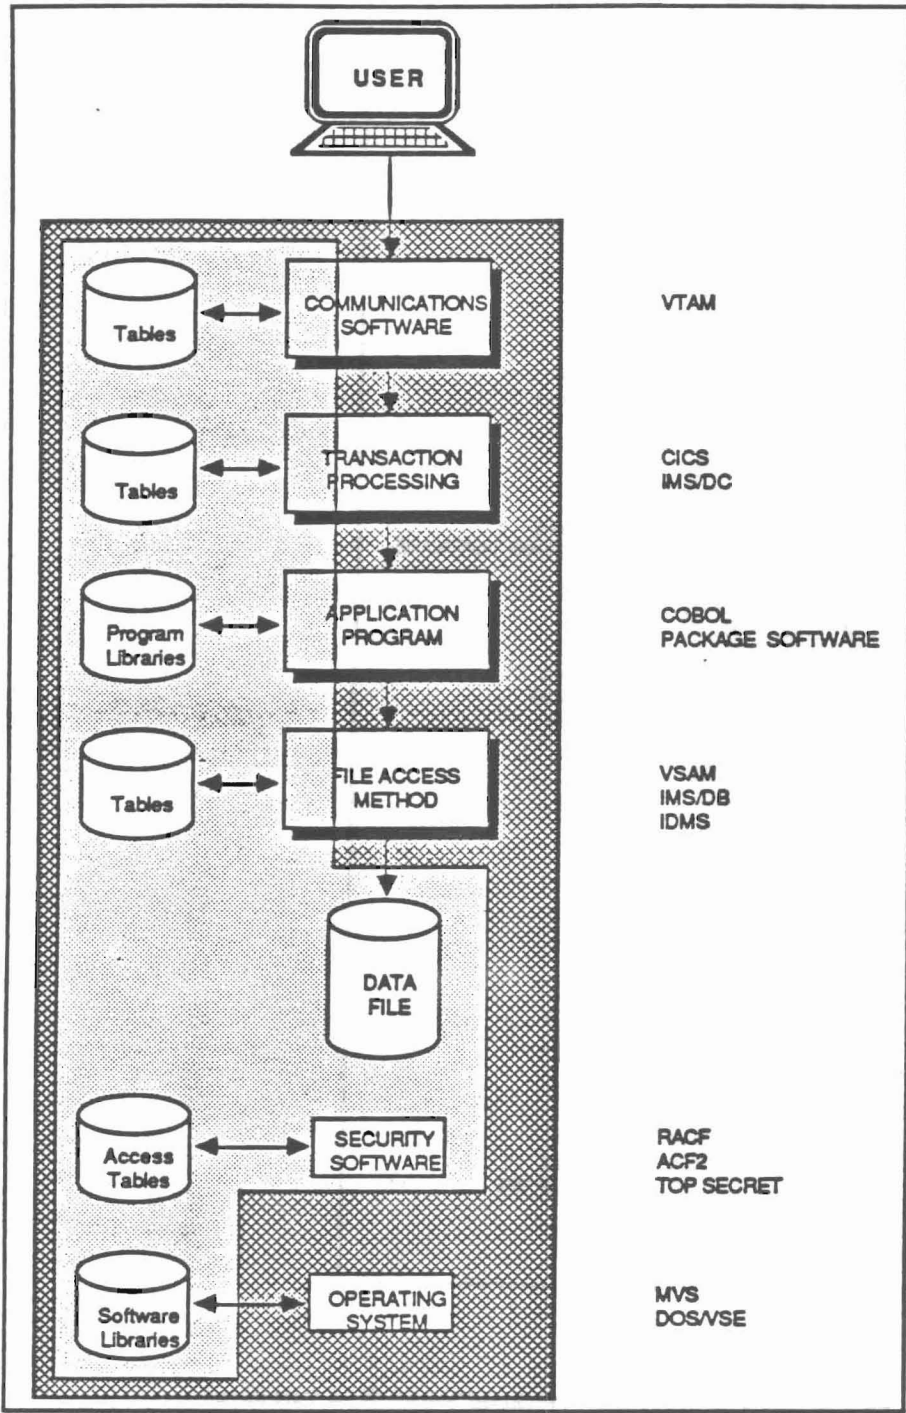 USER
Tables
COMMUNICATIONS
SOFTWARE
VTAM
Tables
TRANSACTION
PROCESSING
CICS
IMS/DC
Program
Libraries
APPLICATION
PROGRAM
COBOL
PACKAGE SOFTWARE
Tables
FILE ACCESS
METHOD
VSAM
IMS/DB
IDMS
DATA
FILE
Access
Tables
SECURITY
SOFTWARE
RACF
ACF2
TOP SECRET
Software
Libraries
OPERATING
SYSTEM
MVS
DOS/VSE